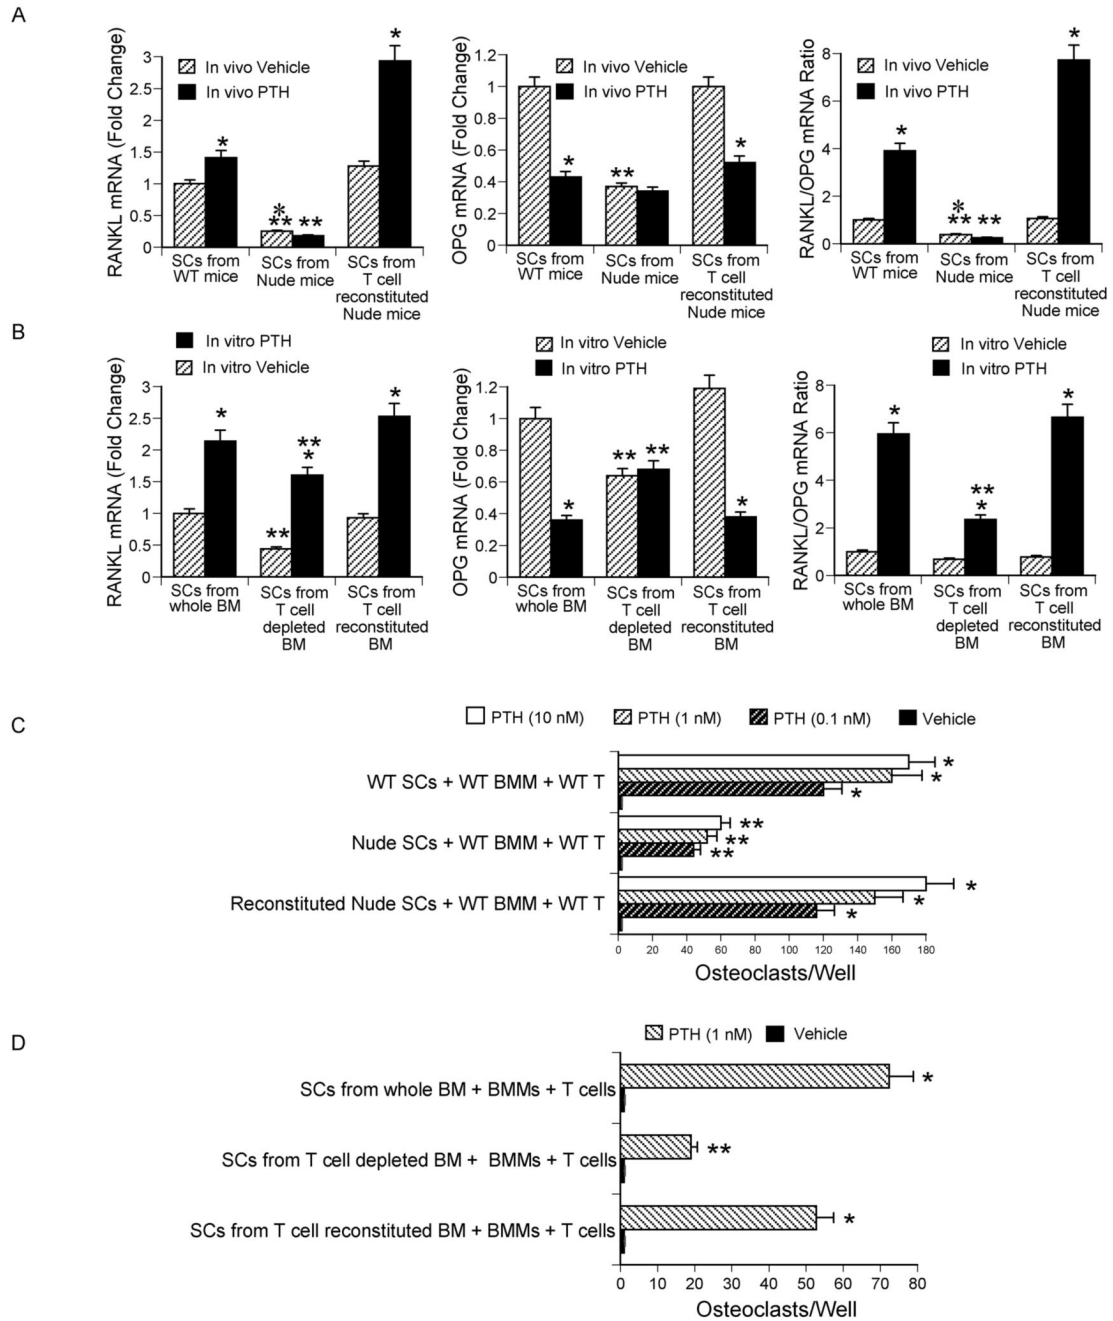 A
RANKL mRNA (Fold Change)
3
2.5
2
1.5
1
0.5
0
In vivo Vehicle
In vivo PTH
*
*
**
**
*
SCs from
WT mice
SCs from
Nude mice
SCs from
T cell
reconstituted
Nude mice
OPG mRNA (Fold Change)
1.2
1
0.8
0.6
0.4
0.2
0
In vivo Vehicle
In vivo PTH
*
**
*
SCs from
WT mice
SCs from
Nude mice
SCs from
T cell
reconstituted
Nude mice
RANKL/OPG mRNA Ratio
8
6
4
2
0
In vivo Vehicle
In vivo PTH
*
*
**
**
*
SCs from
WT mice
SCs from
Nude mice
SCs from
T cell
reconstituted
Nude mice
B
RANKL mRNA (Fold Change)
3
2.5
2
1.5
1
0.5
0
In vitro PTH
In vitro Vehicle
*
**
**
*
*
SCs from
whole BM
SCs from
T cell
depleted
BM
SCs from
T cell
reconstituted
BM
OPG mRNA (Fold Change)
1.2
1
0.8
0.6
0.4
0.2
0
In vitro Vehicle
In vitro PTH
*
**
**
*
SCs from
whole BM
SCs from
T cell
depleted
BM
SCs from
T cell
reconstituted
BM
RANKL/OPG mRNA Ratio
8
6
4
2
0
In vitro Vehicle
In vitro PTH
*
**
*
*
SCs from
whole BM
SCs from
T cell
depleted
BM
SCs from
T cell
reconstituted
BM
C
PTH (10 nM) PTH (1 nM) PTH (0.1 nM) Vehicle
WT SCs + WT BMM + WT T
*
*
*
Nude SCs + WT BMM + WT T
**
**
**
Reconstituted Nude SCs + WT BMM + WT T
*
*
*
0 20 40 60 80 100 120 140 160 180
Osteoclasts/Well
D
PTH (1 nM) Vehicle
SCs from whole BM + BMMs + T cells
*
SCs from T cell depleted BM + BMMs + T cells
**
SCs from T cell reconstituted BM + BMMs + T cells
*
0 10 20 30 40 50 60 70 80
Osteoclasts/Well